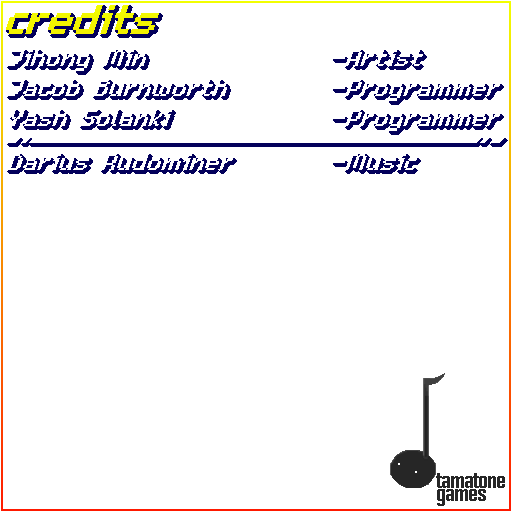 credits
Jihong Min -Artist
Jacob Burnworth -Programmer
Yash Solanki -Programmer
Darius Audominer -Music
tamatone
games